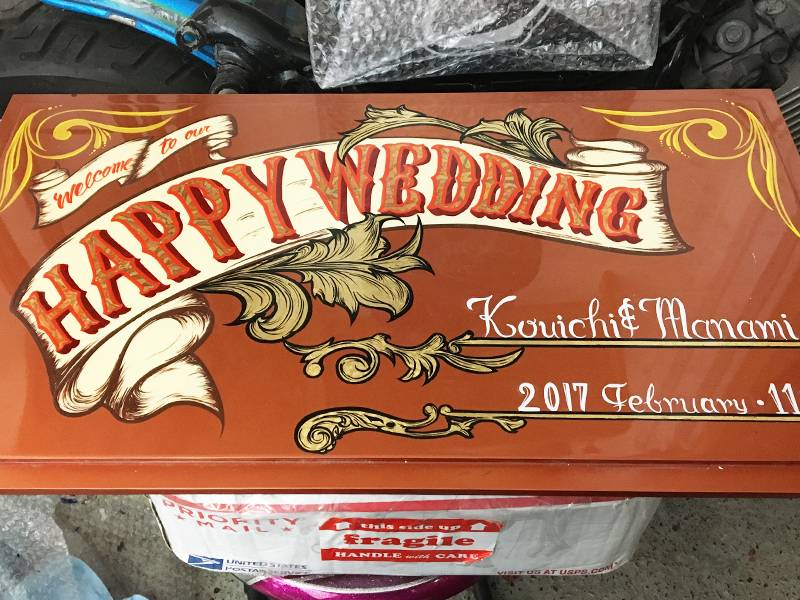 Welcome to our
HAPPY WEDDING
Kouichi & Manami
2017 February · 11
PRIORITY
★ MAIL ★
UNITED STATES
POSTAL SERVICE
this side up
fragile
HANDLE with CARE
VISIT US AT USPS.COM